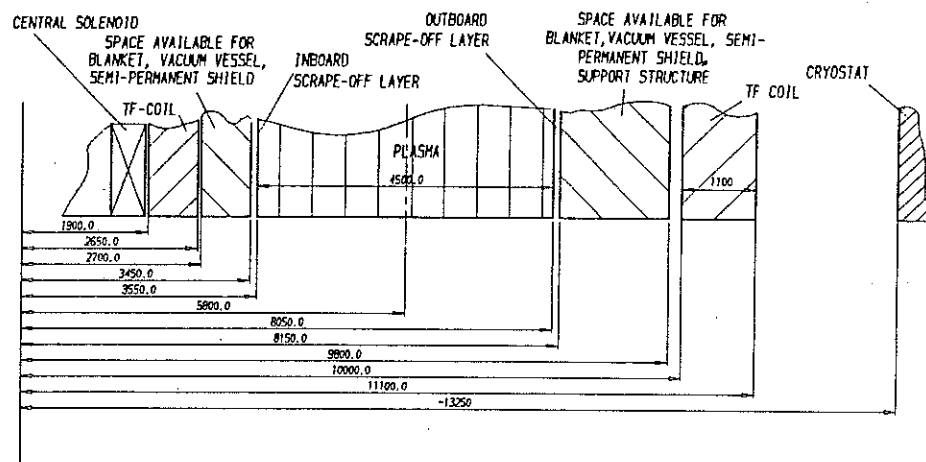 CENTRAL SOLENOID
SPACE AVAILABLE FOR
BLANKET, VACUUM VESSEL,
SEMI-PERMANENT SHIELD
TF-COIL
INBOARD
SCRAPE-OFF LAYER
OUTBOARD
SCRAPE-OFF LAYER
SPACE AVAILABLE FOR
BLANKET, VACUUM VESSEL, SEMI-
PERMANENT SHIELD,
SUPPORT STRUCTURE
TF COIL
CRYOSTAT
PLASMA
4500.0
1100
1900.0
2650.0
2700.0
3450.0
3550.0
5800.0
8050.0
8150.0
9800.0
10000.0
11100.0
~13250